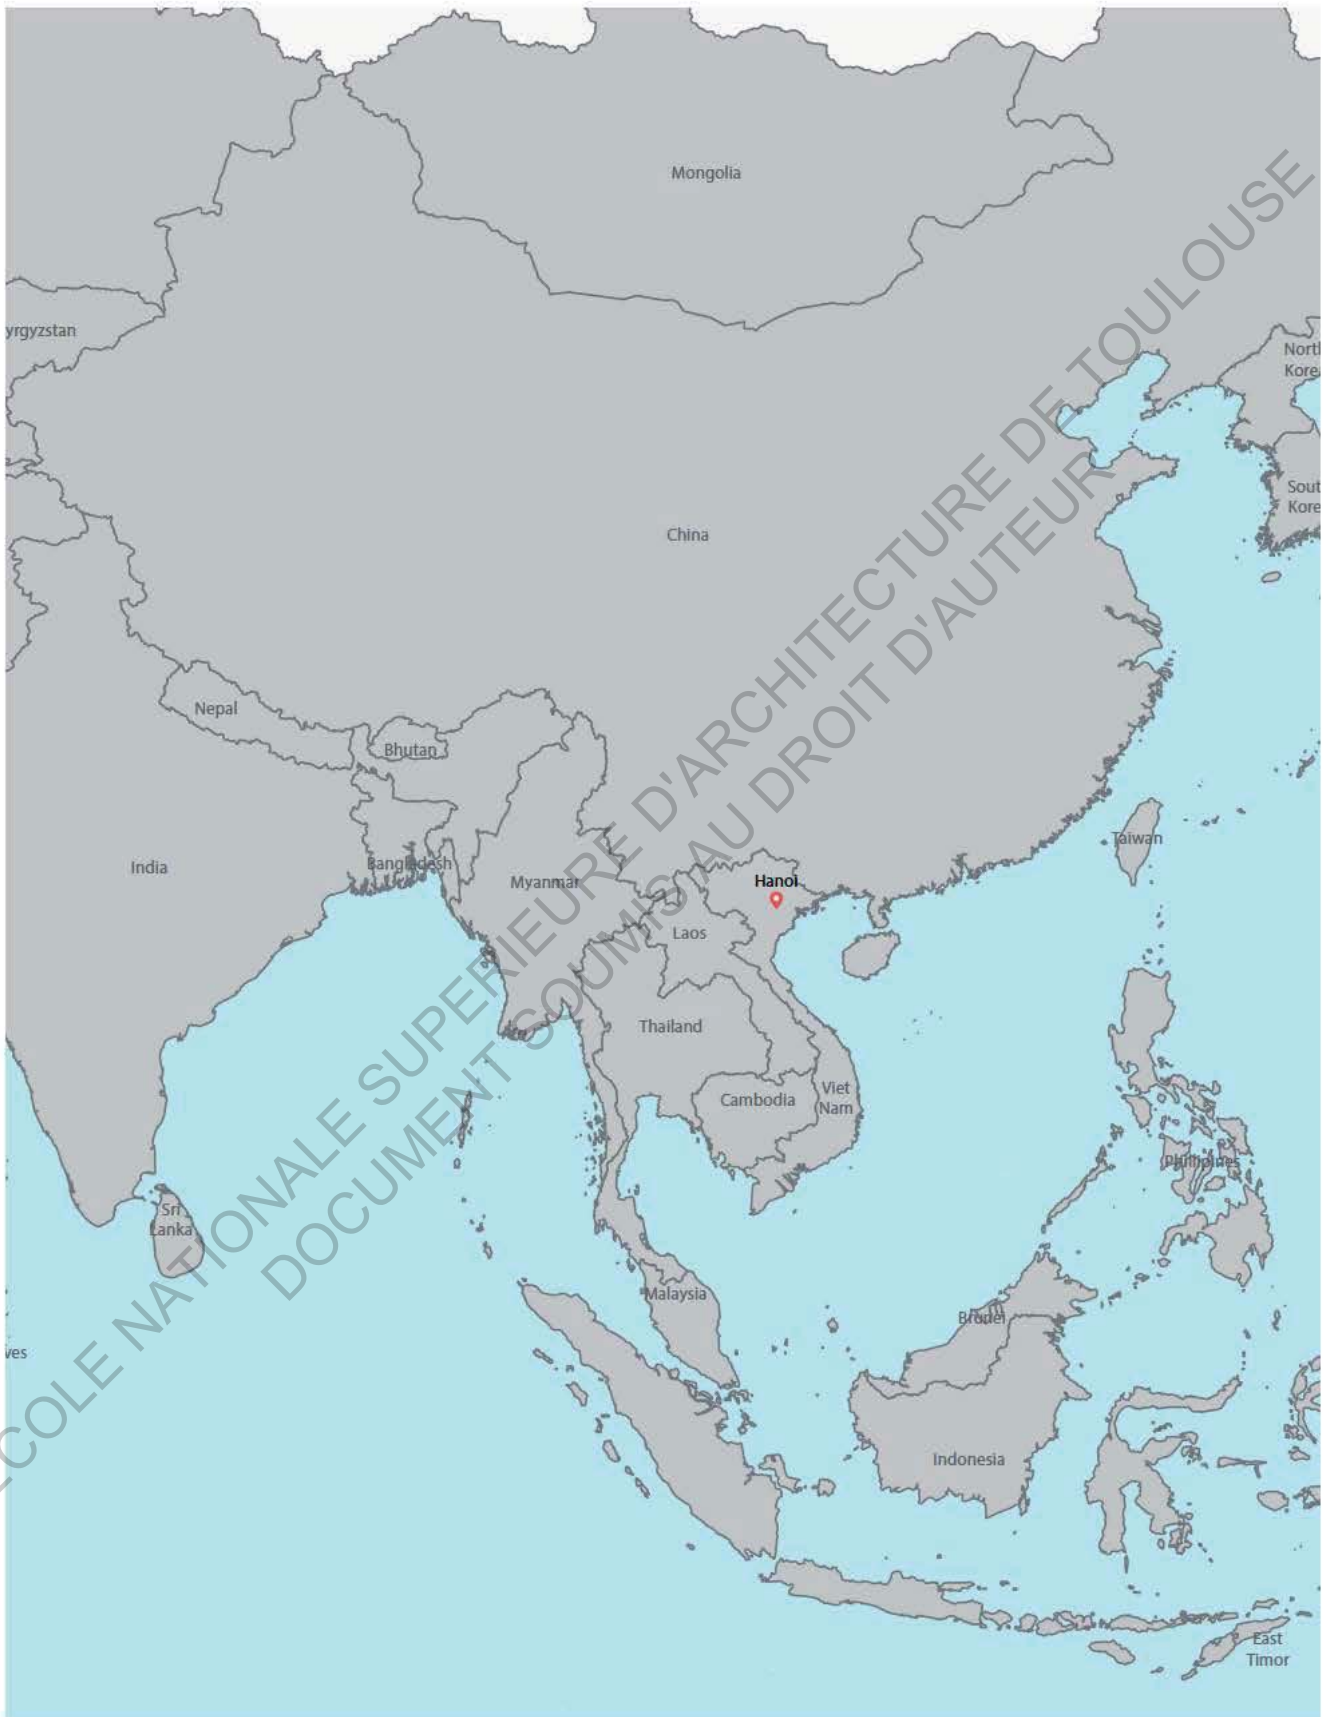 Mongolia
yrgyzstan
North
Korea
China
Sout
Kore
Nepal
Bhutan
Taiwan
India
Bangladesh
Myanmar
Hanoi
Laos
Thailand
Viet
Nam
Cambodia
Philippines
Sri
Lanka
Malaysia
Brunei
ves
Indonesia
East
Timor
ECOLE NATIONALE SUPERIEURE D'ARCHITECTURE DE TOULOUSE
DOCUMENT SOUMIS AU DROIT D'AUTEUR